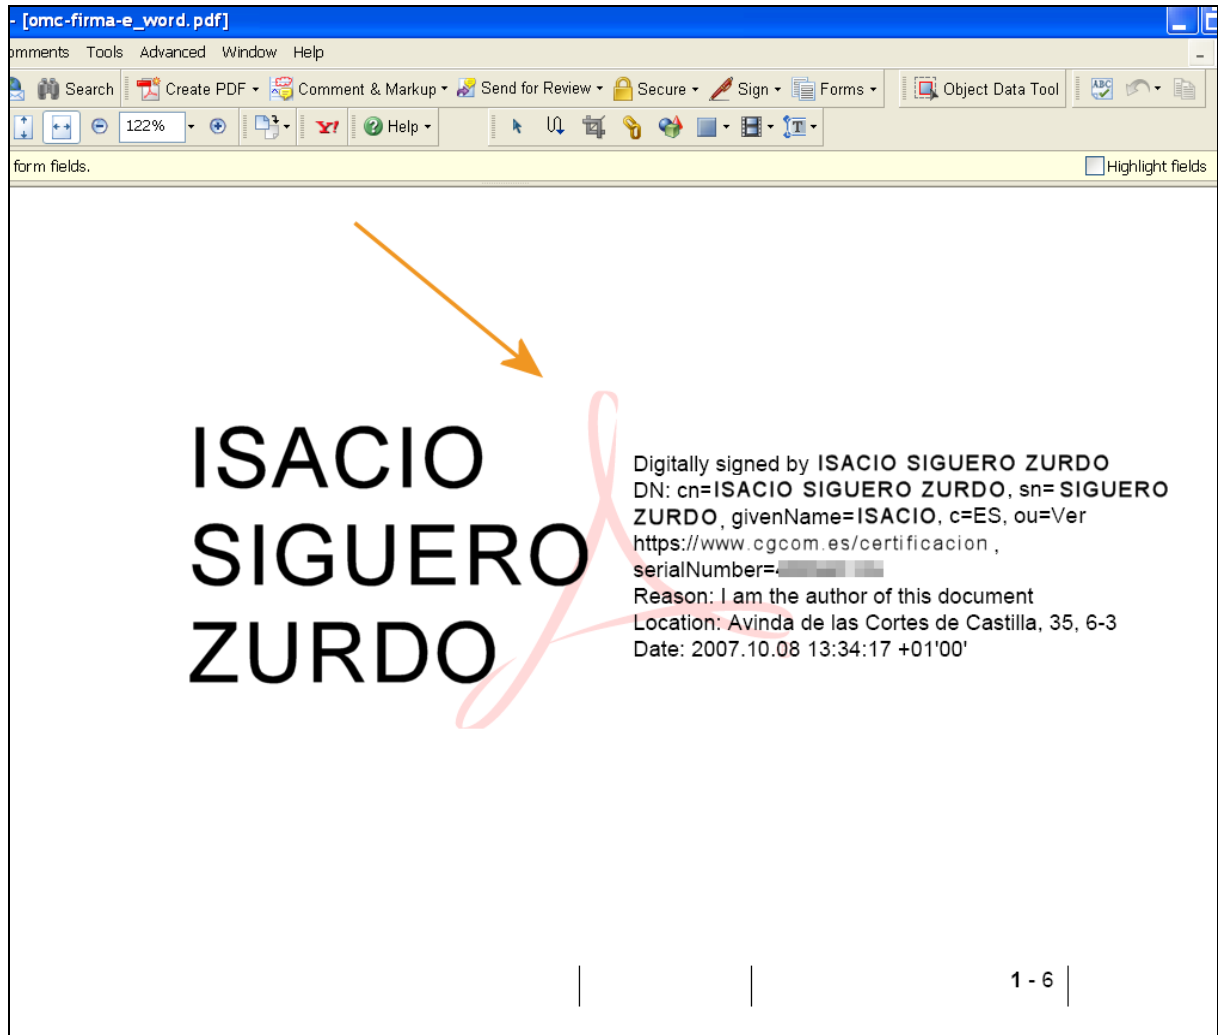 - [omc-firma-e_word.pdf]
omments Tools Advanced Window Help
Search Create PDF Comment & Markup Send for Review Secure Sign Forms Object Data Tool ABC
122% Y! Help T
form fields. Highlight fields
ISACIO
SIGUERO
ZURDO
Digitally signed by ISACIO SIGUERO ZURDO
DN: cn=ISACIO SIGUERO ZURDO, sn=SIGUERO
ZURDO, givenName=ISACIO, c=ES, ou=Ver
https://www.cgcom.es/certificacion ,
serialNumber=
Reason: I am the author of this document
Location: Avinda de las Cortes de Castilla, 35, 6-3
Date: 2007.10.08 13:34:17 +01'00'
1 - 6